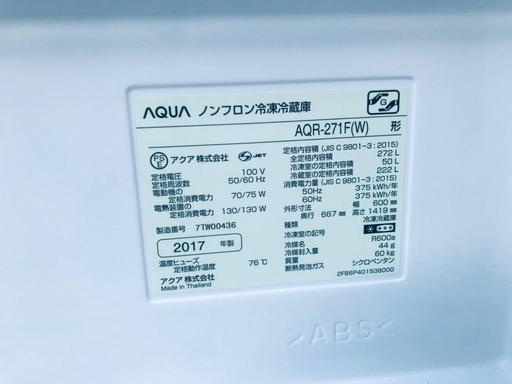 AQUA ノンフロン冷凍冷蔵庫
G
AQR-271F(W) 形
PS E アクア株式会社 S JET
定格電圧 100 V
定格周波数 50/60 Hz
電動機の
定格消費電力 70/75 W
電熱装置の
定格消費電力 130/130 W
製造番号 7TW00436
2017 年製
温度ヒューズ
定格動作温度 76℃
アクア株式会社
Made in Thailand
定格内容積 (JIS C 9801-3:2015)
全定格内容積 272 L
冷凍室の定格内容積 50 L
冷蔵室の定格内容積 222 L
消費電力量 (JIS C 9801-3:2015)
50Hz 375 kWh/年
60Hz 375 kWh/年
外形寸法 幅 600 mm
奥行 667 mm 高さ 1419 mm
種類 冷凍冷蔵庫
冷凍室の記号
冷媒名 R600a
冷媒封入量 44 g
質量 60 kg
断熱発泡ガス シクロペンタン
2FB6P401539000
>ABS<